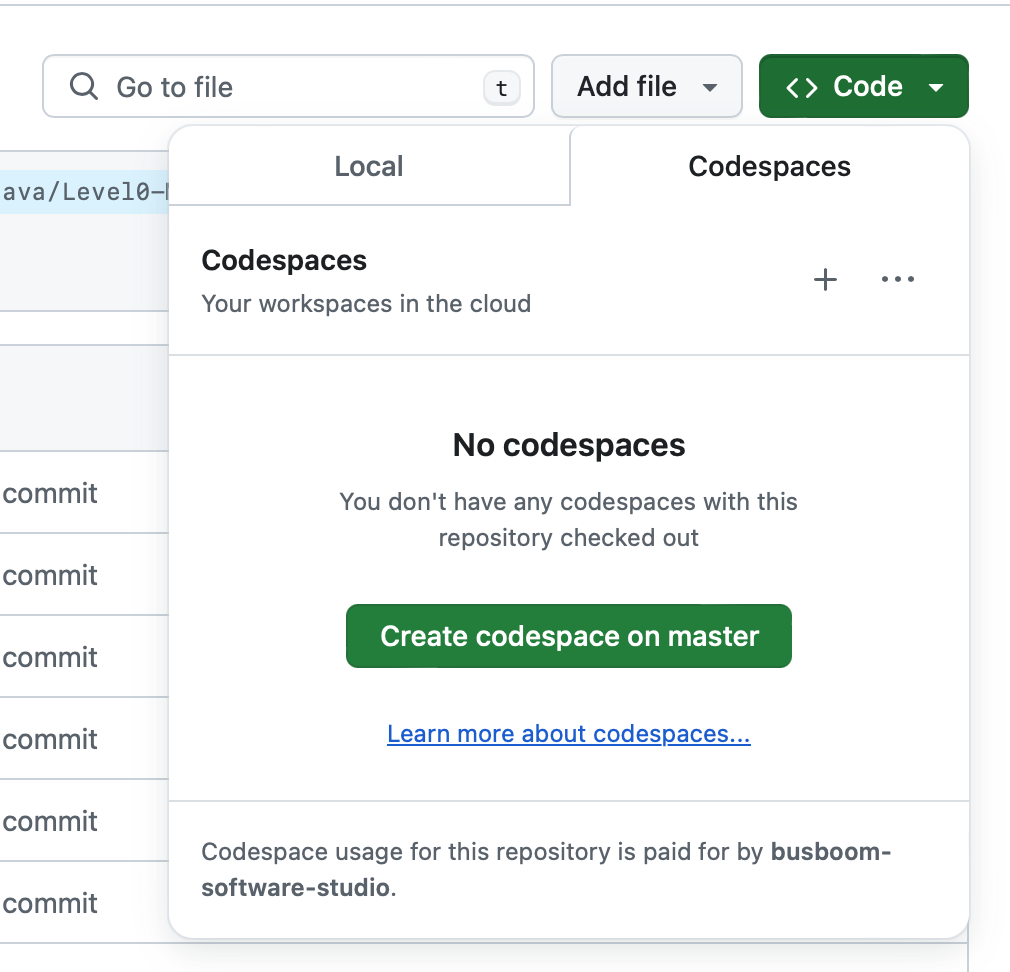 Go to file
t
Add file
Code
Local
Codespaces
ava/Level0-
Codespaces
Your workspaces in the cloud
No codespaces
You don't have any codespaces with this
repository checked out
commit
commit
Create codespace on master
commit
Learn more about codespaces...
commit
commit
Codespace usage for this repository is paid for by busboom-
software-studio.
commit